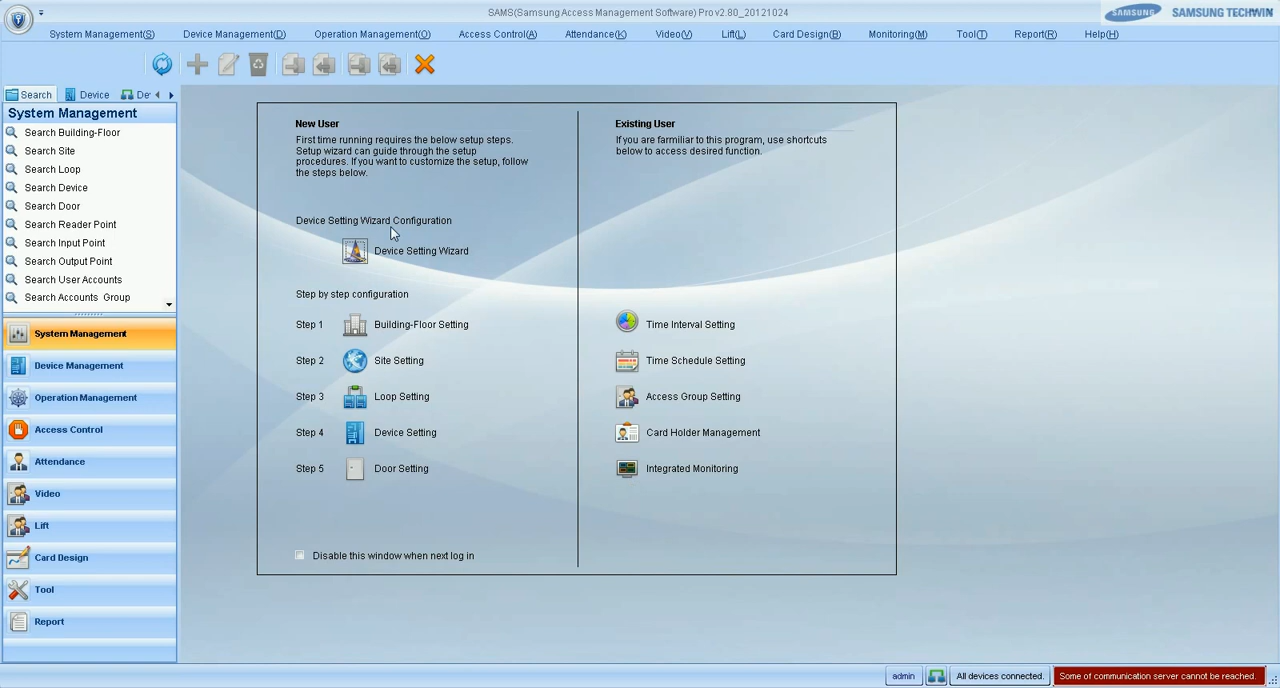 SAMS(Samsung Access Management Software) Pro v2.80_20121024
SAMSUNG SAMSUNG TECHWIN
System Management(S) Device Management(D) Operation Management(O) Access Control(A) Attendance(K) Video(V) Lift(L) Card Design(B) Monitoring(M) Tool(T) Report(R) Help(H)
Search Device
System Management
Search Building-Floor
Search Site
Search Loop
Search Device
Search Door
Search Reader Point
Search Input Point
Search Output Point
Search User Accounts
Search Accounts Group
System Management
Device Management
Operation Management
Access Control
Attendance
Video
Lift
Card Design
Tool
Report
New User
First time running requires the below setup steps.
Setup wizard can guide through the setup
procedures. If you want to customize the setup, follow
the steps below.
Device Setting Wizard Configuration
Device Setting Wizard
Step by step configuration
Step 1 Building-Floor Setting
Step 2 Site Setting
Step 3 Loop Setting
Step 4 Device Setting
Step 5 Door Setting
Disable this window when next log in
Existing User
If you are farmiliar to this program, use shortcuts
below to access desired function.
Time Interval Setting
Time Schedule Setting
Access Group Setting
Card Holder Management
Integrated Monitoring
admin All devices connected. Some of communication server cannot be reached.